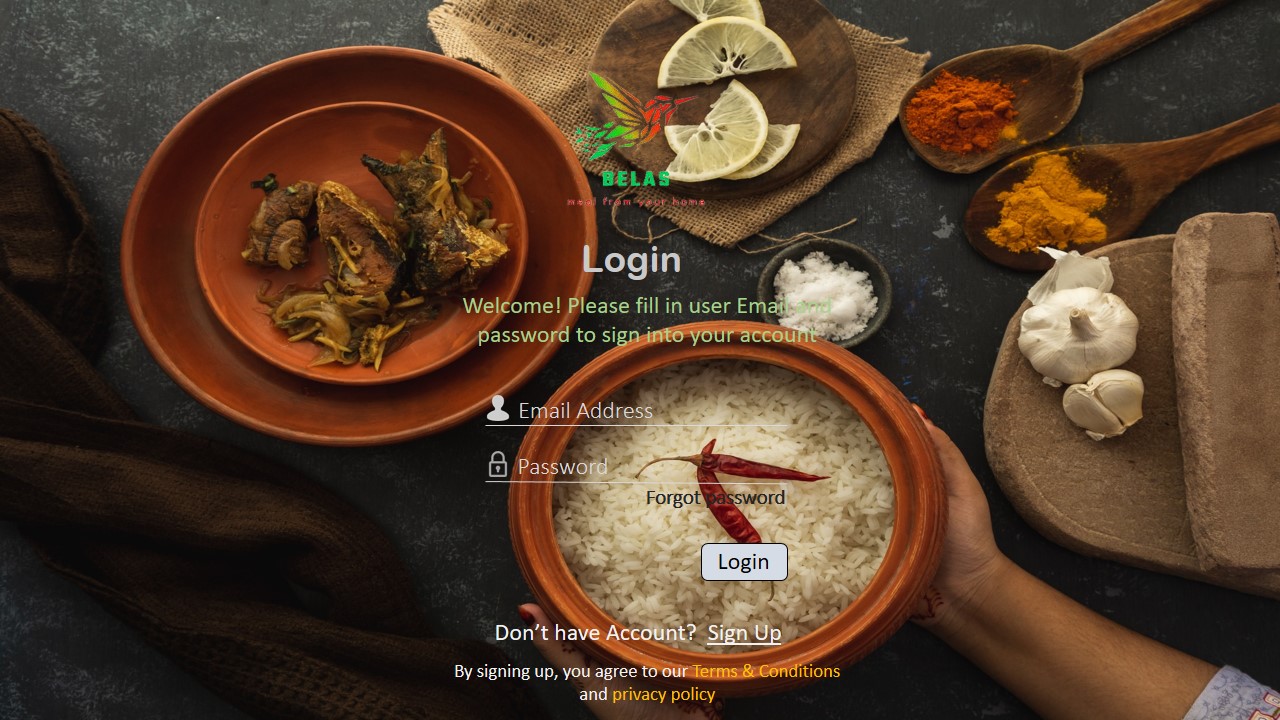 BELAS
meal from your home
Login
Welcome! Please fill in user Email and
password to sign into your account
Email Address
Password
Forgot password
Login
Don’t have Account? Sign Up
By signing up, you agree to our Terms & Conditions
and privacy policy